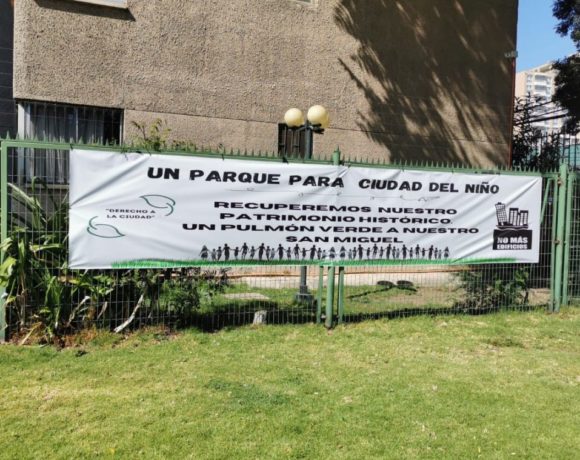 UN PARQUE PARA CIUDAD DEL NIÑO
"DERECHO A
LA CIUDAD"
RECUPEREMOS NUESTRO
PATRIMONIO HISTÓRICO
UN PULMÓN VERDE A NUESTRO
SAN MIGUEL
NO MÁS
EDIFICIOS